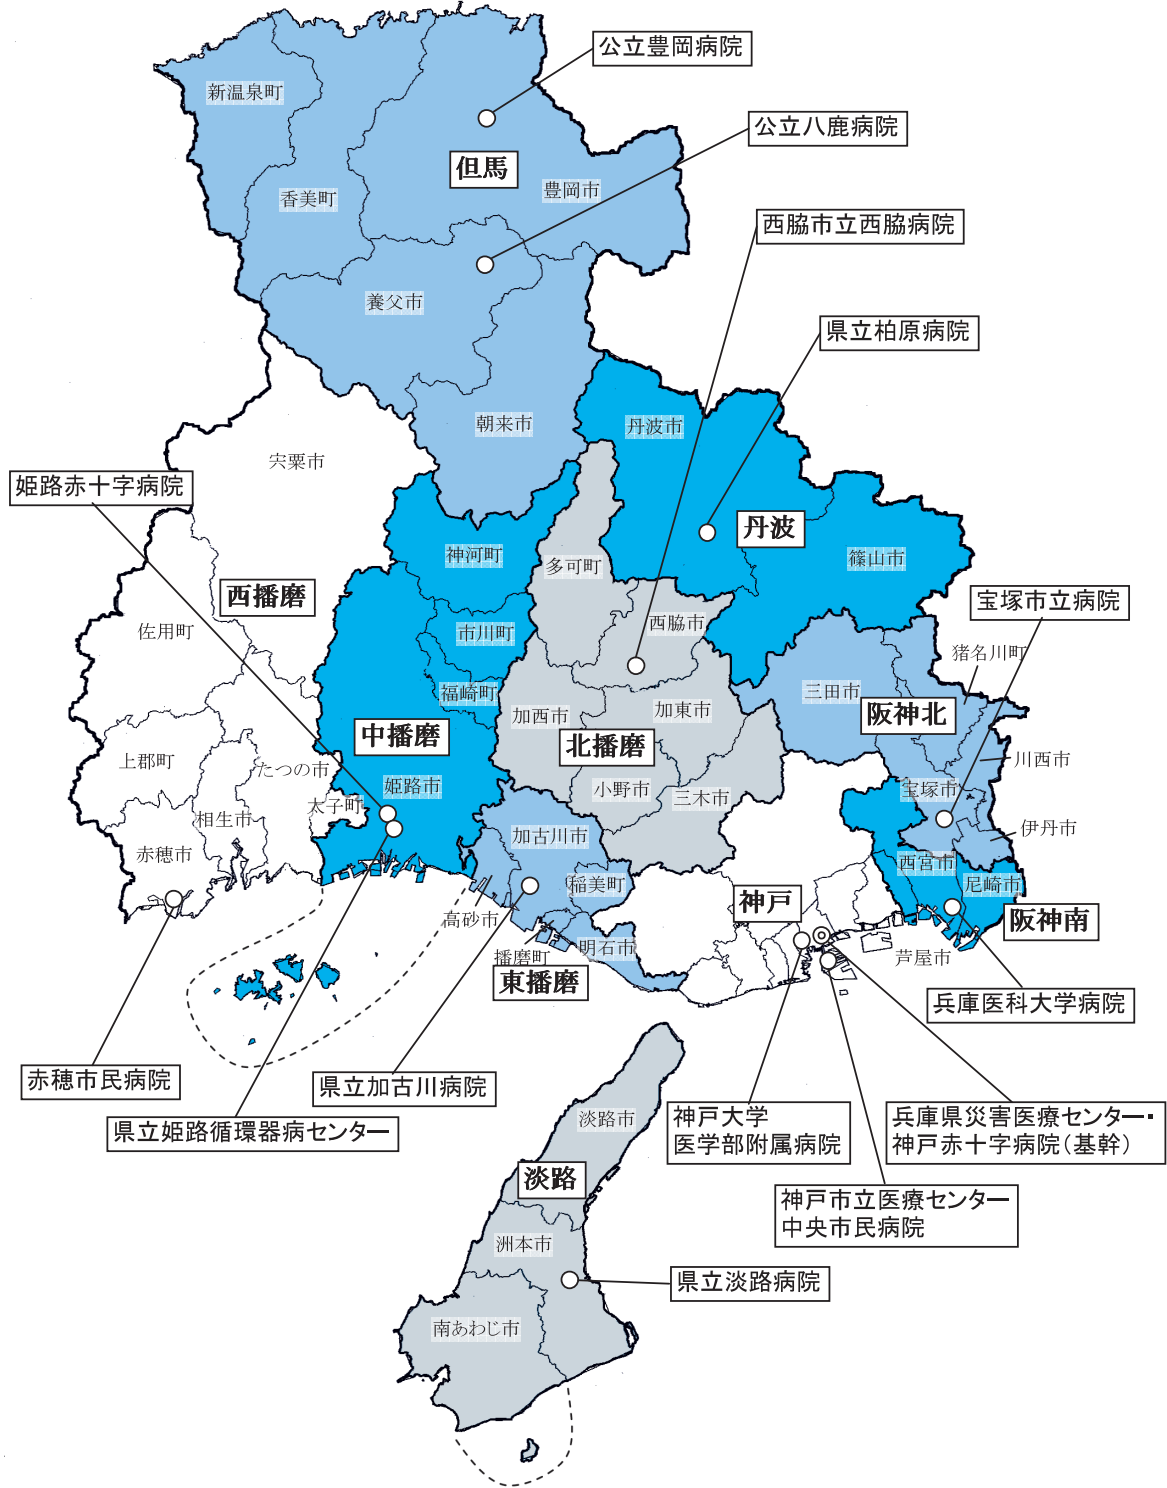 公立豊岡病院
新温泉町
公立八鹿病院
但馬
豊岡市
香美町
西脇市立西脇病院
養父市
県立柏原病院
朝来市
丹波市
宍粟市
姫路赤十字病院
丹波
神河町
多可町
篠山市
西播磨
宝塚市立病院
佐用町
市川町
西脇市
猪名川町
福崎町
三田市
加西市
加東市
阪神北
中播磨
北播磨
上郡町
たつの市
川西市
姫路市
小野市
三木市
宝塚市
太子町
相生市
加古川市
伊丹市
赤穂市
西宮市
稲美町
尼崎市
神戸
高砂市
阪神南
明石市
播磨町
芦屋市
東播磨
兵庫医科大学病院
赤穂市民病院
県立加古川病院
県立姫路循環器病センター
淡路市
神戸大学
医学部附属病院
兵庫県災害医療センター・
神戸赤十字病院（基幹）
淡路
神戸市立医療センター
中央市民病院
洲本市
県立淡路病院
南あわじ市